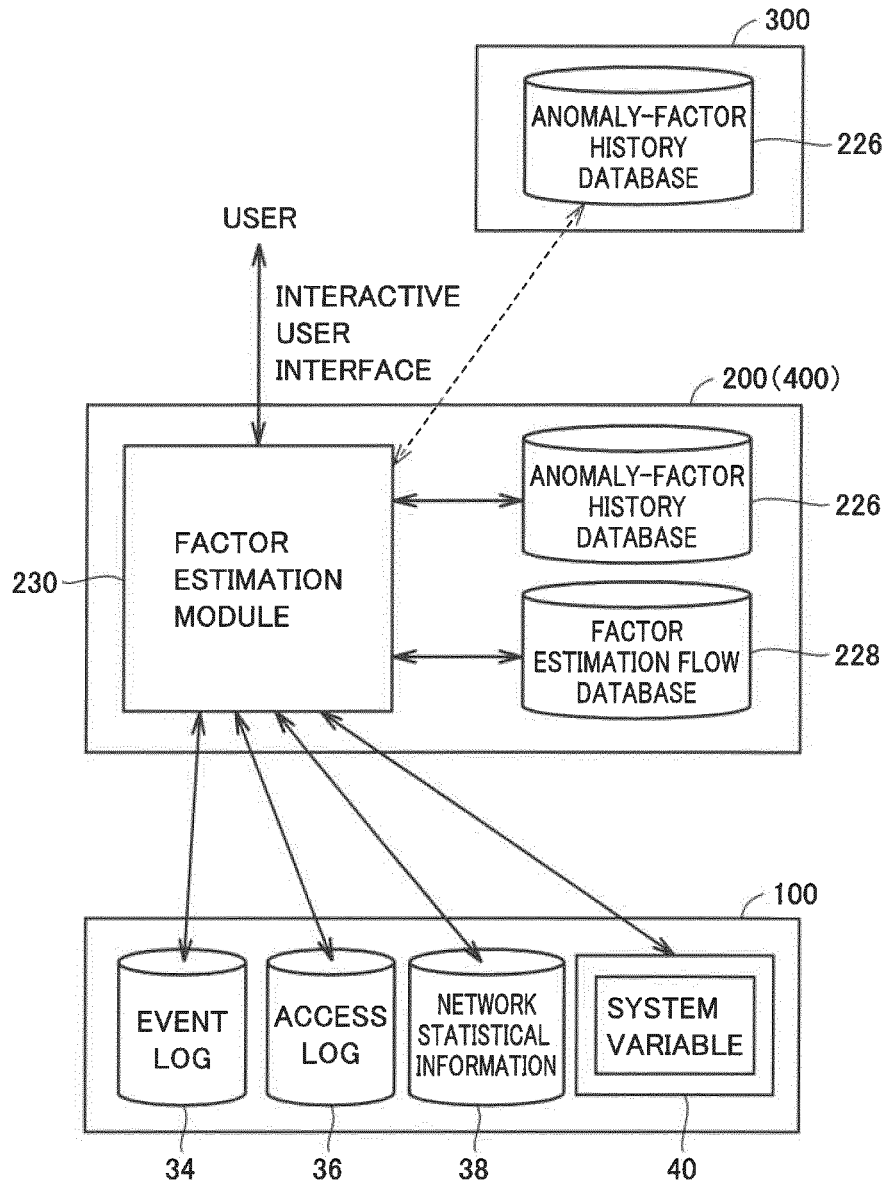 300
ANOMALY-FACTOR
HISTORY
DATABASE
226
USER
INTERACTIVE
USER
INTERFACE
200(400)
FACTOR
ESTIMATION
MODULE
230
ANOMALY-FACTOR
HISTORY
DATABASE
226
FACTOR
ESTIMATION FLOW
DATABASE
228
100
EVENT
LOG
ACCESS
LOG
NETWORK
STATISTICAL
INFORMATION
SYSTEM
VARIABLE
34
36
38
40